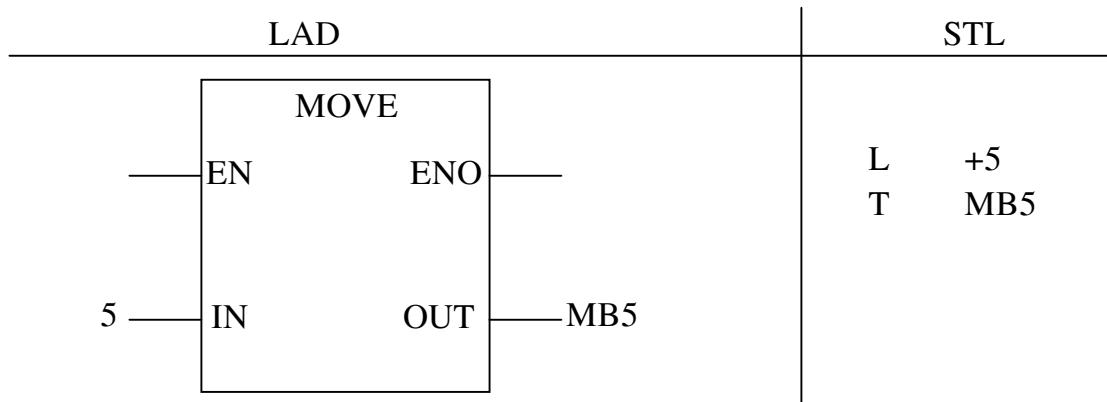 LAD STL
MOVE
EN ENO
L +5
T MB5
5 IN OUT MB5